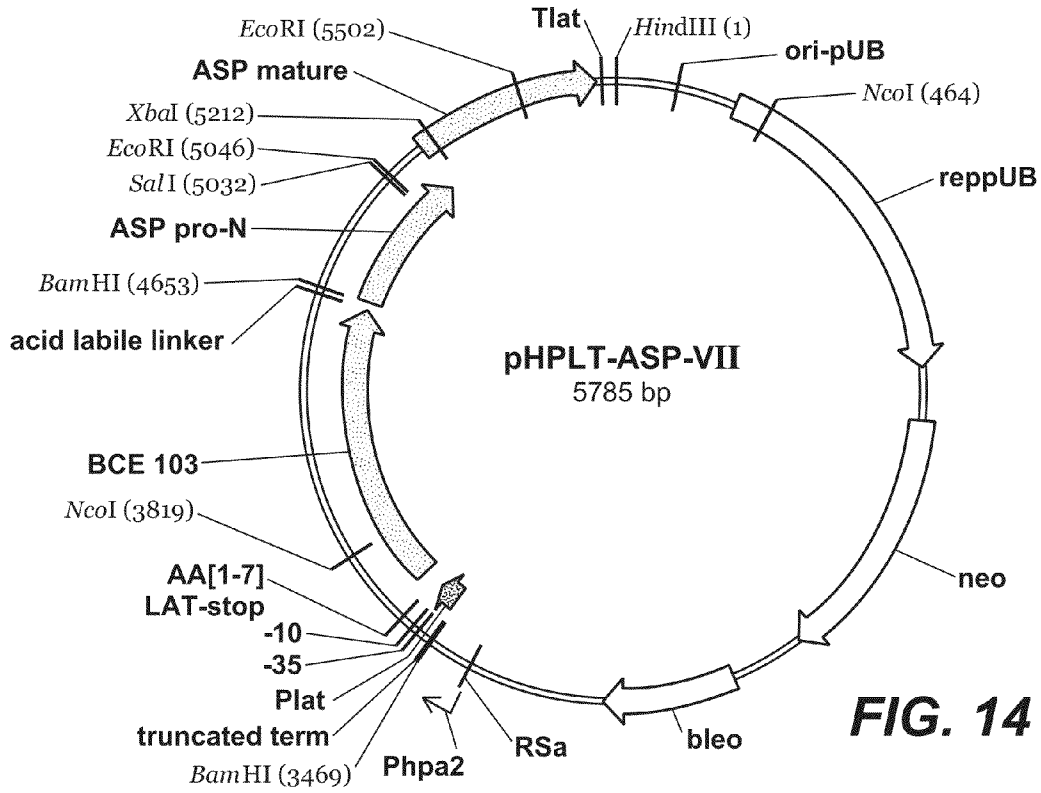 Tlat
HindIII (1)
EcoRI (5502)
ori-pUB
ASP mature
NcoI (464)
XbaI (5212)
EcoRI (5046)
reppUB
SalI (5032)
ASP pro-N
BamHI (4653)
acid labile linker
pHPLT-ASP-VII
5785 bp
BCE 103
NcoI (3819)
AA[1-7]
LAT-stop
neo
-10
-35
Plat
truncated term
BamHI (3469)
Phpa2
RSa
bleo
FIG. 14